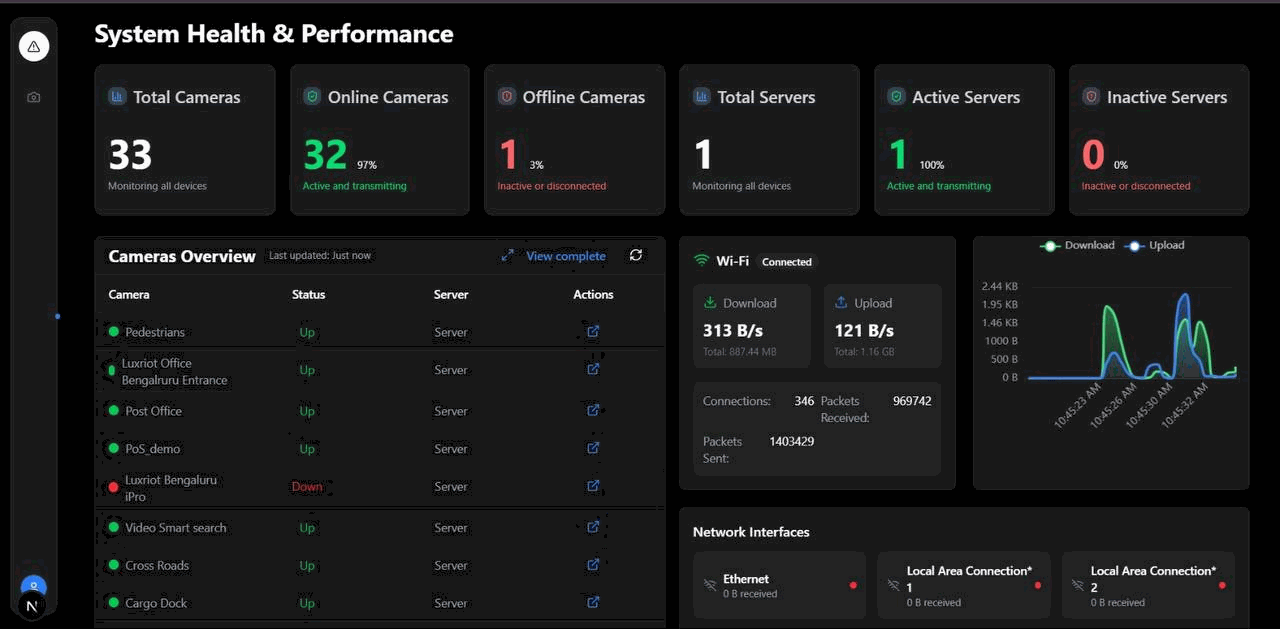 System Health & Performance
Total Cameras
33
Monitoring all devices
Online Cameras
32 97%
Active and transmitting
Offline Cameras
1 3%
Inactive or disconnected
Total Servers
1
Monitoring all devices
Active Servers
1 100%
Active and transmitting
Inactive Servers
0 0%
Inactive or disconnected
Cameras Overview Last updated: Just now View complete
Camera Status Server Actions
Pedestrians Up Server
Luxriot Office
Bengalruru Entrance Up Server
Post Office Up Server
PoS_demo Up Server
Luxriot Bengaluru
iPro Down Server
Video Smart search Up Server
Cross Roads Up Server
Cargo Dock Up Server
Wi-Fi Connected
Download
313 B/s
Total: 887.44 MB
Upload
121 B/s
Total: 1.16 GB
Connections: 346
Packets
Received: 969742
Packets
Sent: 1403429
Download Upload
2.44 KB
1.95 KB
1.46 KB
1000 B
500 B
0 B
10:45:23 AM
10:45:26 AM
10:45:30 AM
10:45:32 AM
Network Interfaces
Ethernet
0 B received
Local Area Connection*
1
0 B received
Local Area Connection*
2
0 B received
N